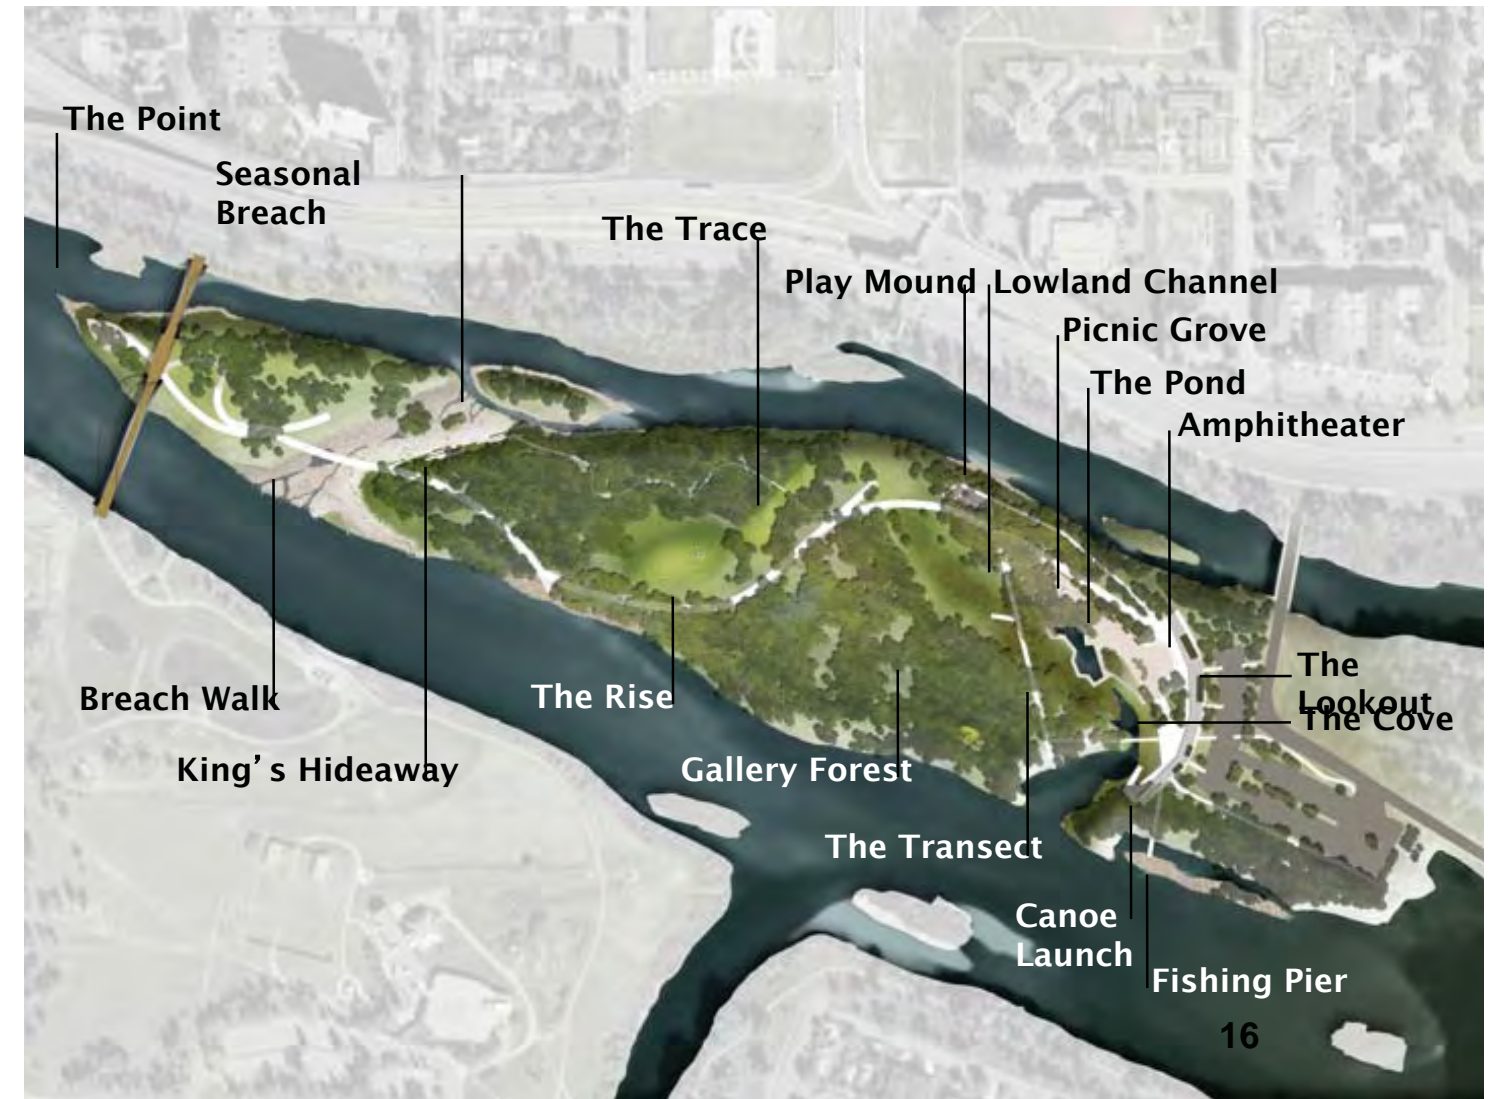 The Point
Seasonal
Breach
The Trace
Play Mound
Lowland Channel
Picnic Grove
The Pond
Amphitheater
The
Lookout
The Cove
Breach Walk
The Rise
King's Hideaway
Gallery Forest
The Transect
Canoe
Launch
Fishing Pier
16